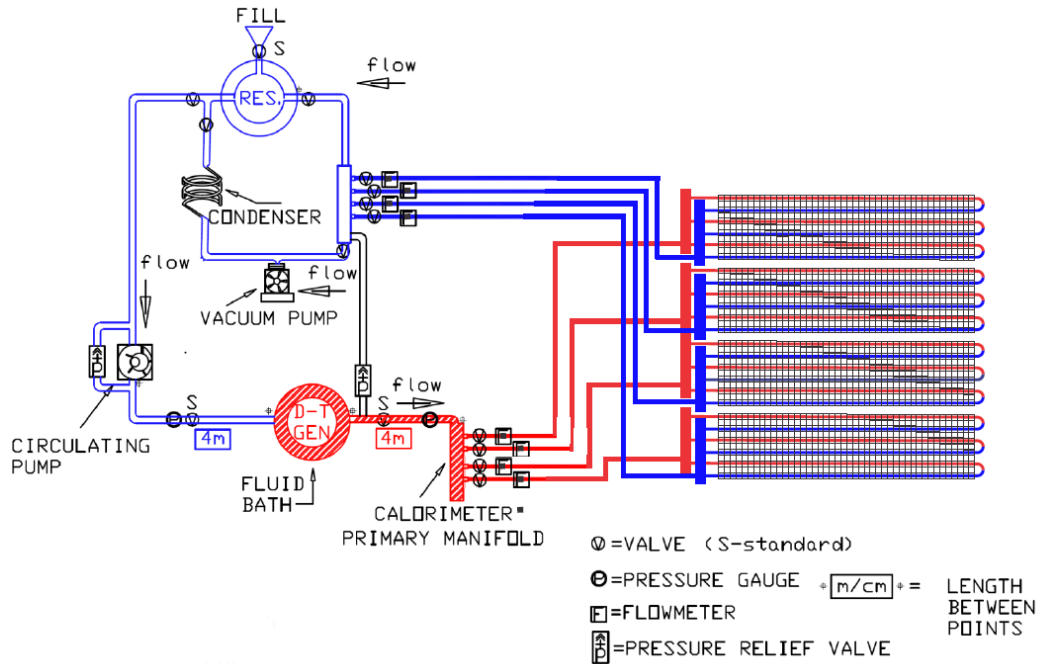 FILL
S
flow
RES.
CONDENSER
flow
flow
VACUUM PUMP
flow
S
S
D-T
GEN
4m
4m
CIRCULATING
PUMP
FLUID
BATH
CALORIMETER"
PRIMARY MANIFOLD
V=VALVE (S-standard)
P=PRESSURE GAUGE
m/cm = LENGTH
BETWEEN
POINTS
F=FLOWMETER
P=PRESSURE RELIEF VALVE